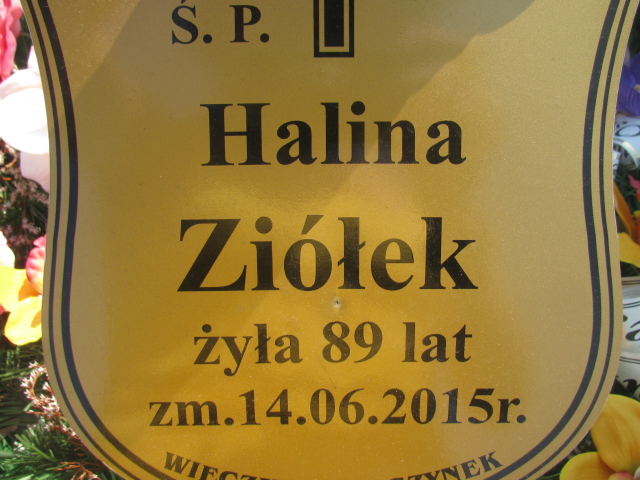 Ś. P.
Halina
Ziółek
żyła 89 lat
zm.14.06.2015r.